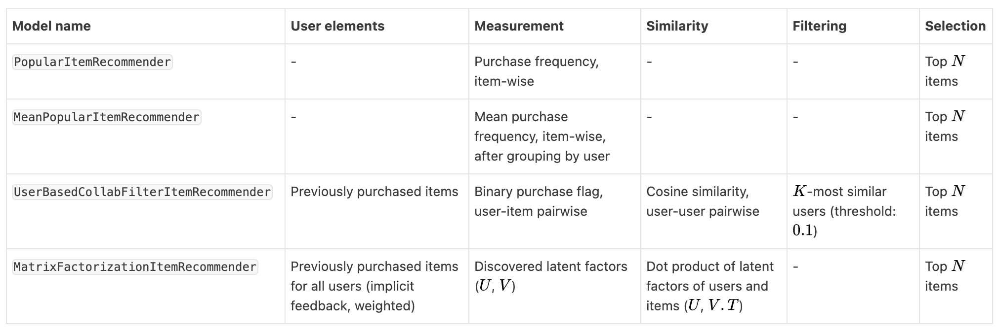 Model name	User elements	Measurement	Similarity	Filtering	Selection
PopularItemRecommender	-	Purchase frequency,	-	-	Top N
item-wise	items
MeanPopularItemRecommender	-	Mean purchase	-	-	Top N
frequency, item-wise,	items
after grouping by user
UserBasedCollabFilterItemRecommender	Previously purchased items	Binary purchase flag,	Cosine similarity,	K-most similar	Top N
user-item pairwise	user-user pairwise	users (threshold:	items
0.1)
MatrixFactorizationItemRecommender	Previously purchased items	Discovered latent factors	Dot product of latent	-	Top N
for all users (implicit	(U, V)	factors of users and	items
feedback, weighted)	items (U, V.T)